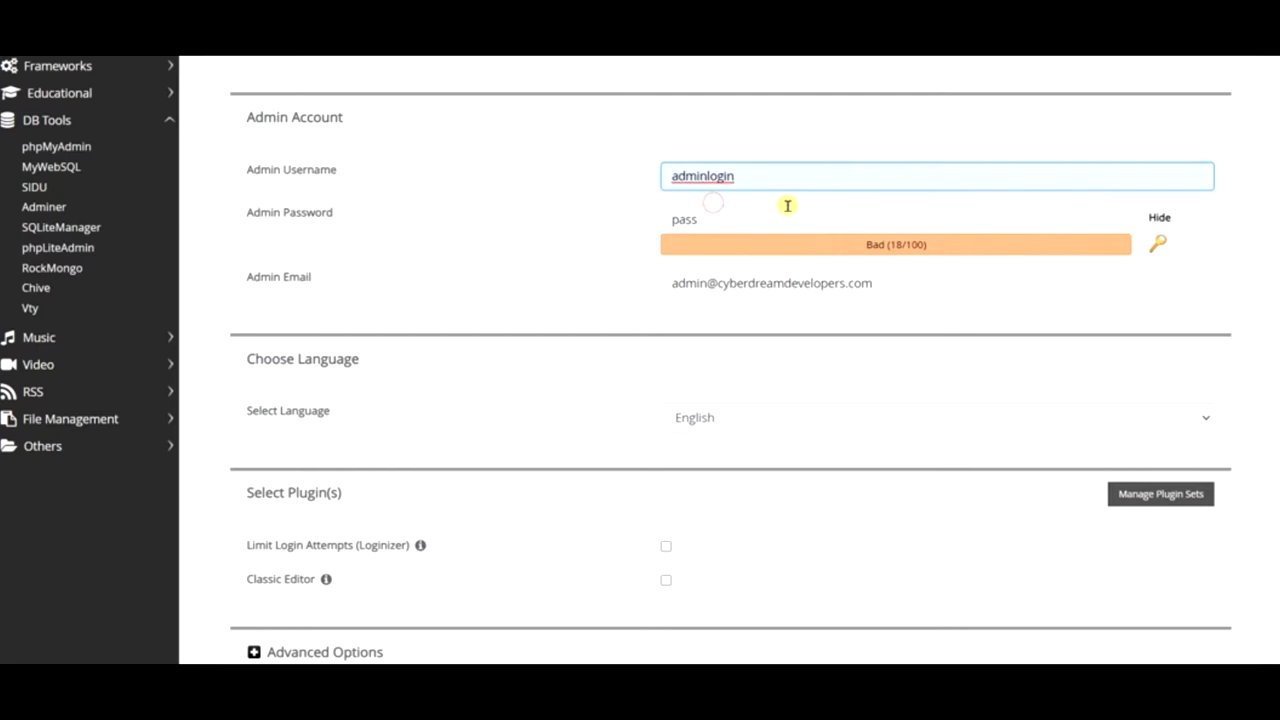 Frameworks
Educational
DB Tools
phpMyAdmin
MyWebSQL
SIDU
Adminer
SQLiteManager
phpLiteAdmin
RockMongo
Chive
Vty
Music
Video
RSS
File Management
Others
Admin Account
Admin Username
adminlogin
Admin Password
pass
Hide
Bad (18/100)
Admin Email
admin@cyberdreamdevelopers.com
Choose Language
Select Language
English
Select Plugin(s)
Manage Plugin Sets
Limit Login Attempts (Loginizer)
Classic Editor
Advanced Options